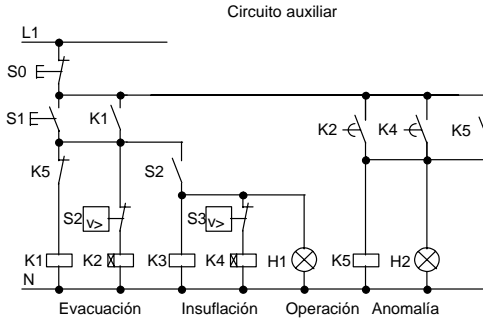 Circuito auxiliar
L1
S0
S1 K1 K2 K4 K5
K5 S2
S2 v> S3 v>
K1 K2 K3 K4 H1 K5 H2
N
Evacuación Insuflación Operación Anomalía